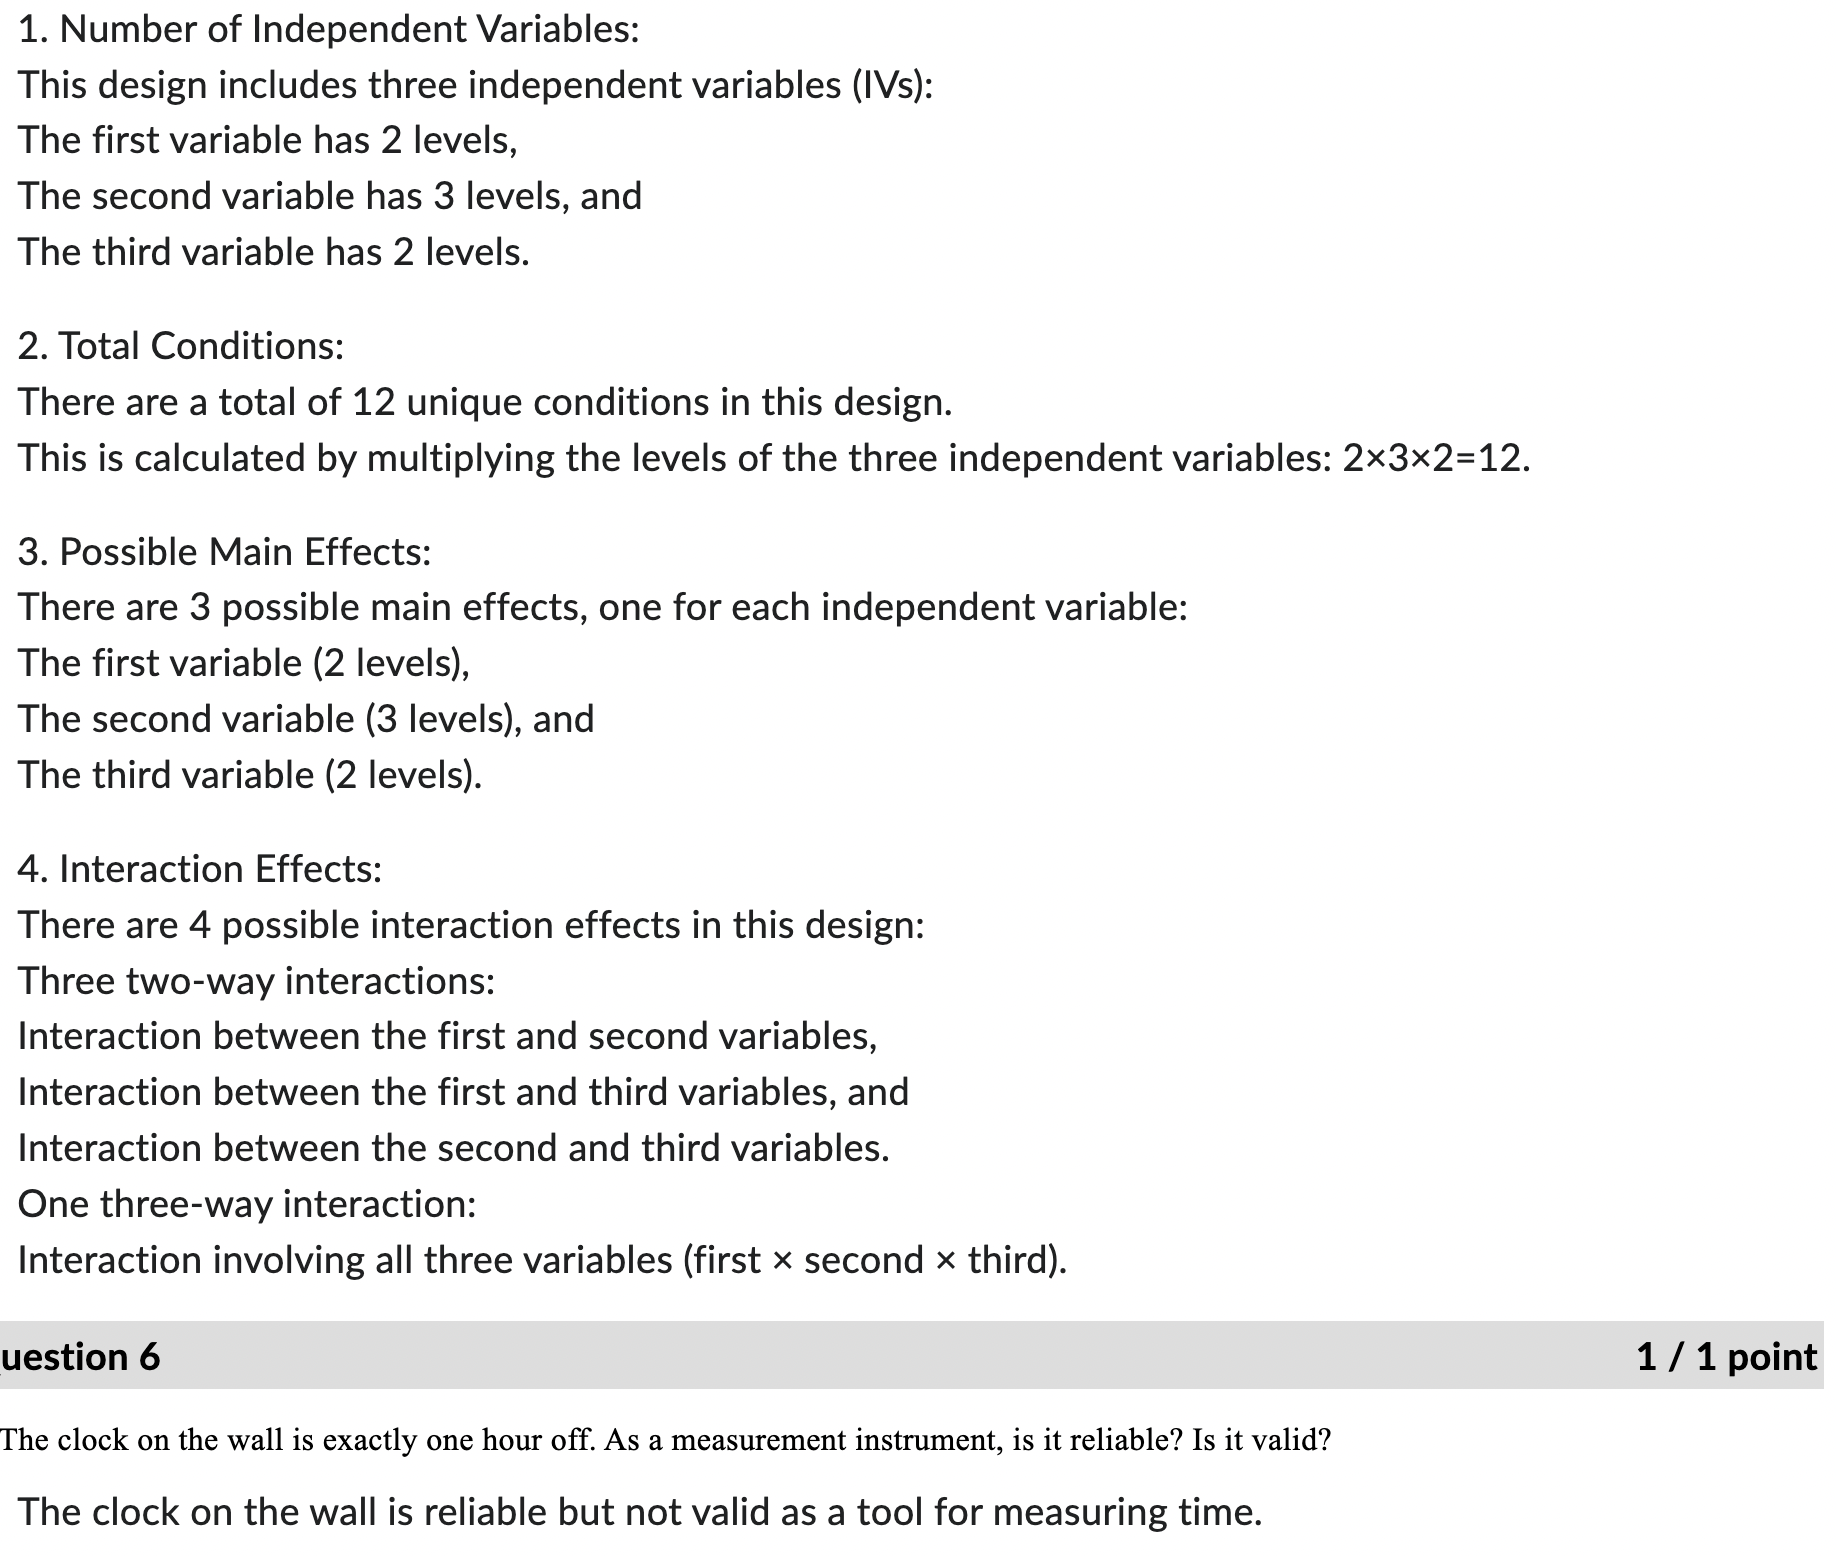 1. Number of Independent Variables:
This design includes three independent variables (IVs):
The first variable has 2 levels,
The second variable has 3 levels, and
The third variable has 2 levels.
2. Total Conditions:
There are a total of 12 unique conditions in this design.
This is calculated by multiplying the levels of the three independent variables: 2×3×2=12.
3. Possible Main Effects:
There are 3 possible main effects, one for each independent variable:
The first variable (2 levels),
The second variable (3 levels), and
The third variable (2 levels).
4. Interaction Effects:
There are 4 possible interaction effects in this design:
Three two-way interactions:
Interaction between the first and second variables,
Interaction between the first and third variables, and
Interaction between the second and third variables.
One three-way interaction:
Interaction involving all three variables (first × second × third).
uestion 6 1 / 1 point
The clock on the wall is exactly one hour off. As a measurement instrument, is it reliable? Is it valid?
The clock on the wall is reliable but not valid as a tool for measuring time.